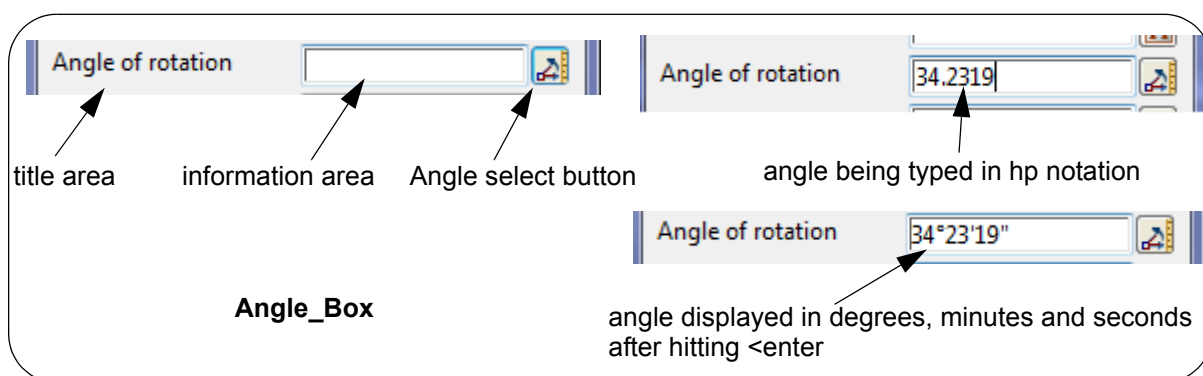 Angle of rotation
title area
information area
Angle select button
Angle of rotation
34.2319
angle being typed in hp notation
Angle of rotation
34°23'19"
angle displayed in degrees, minutes and seconds
after hitting <enter
Angle_Box